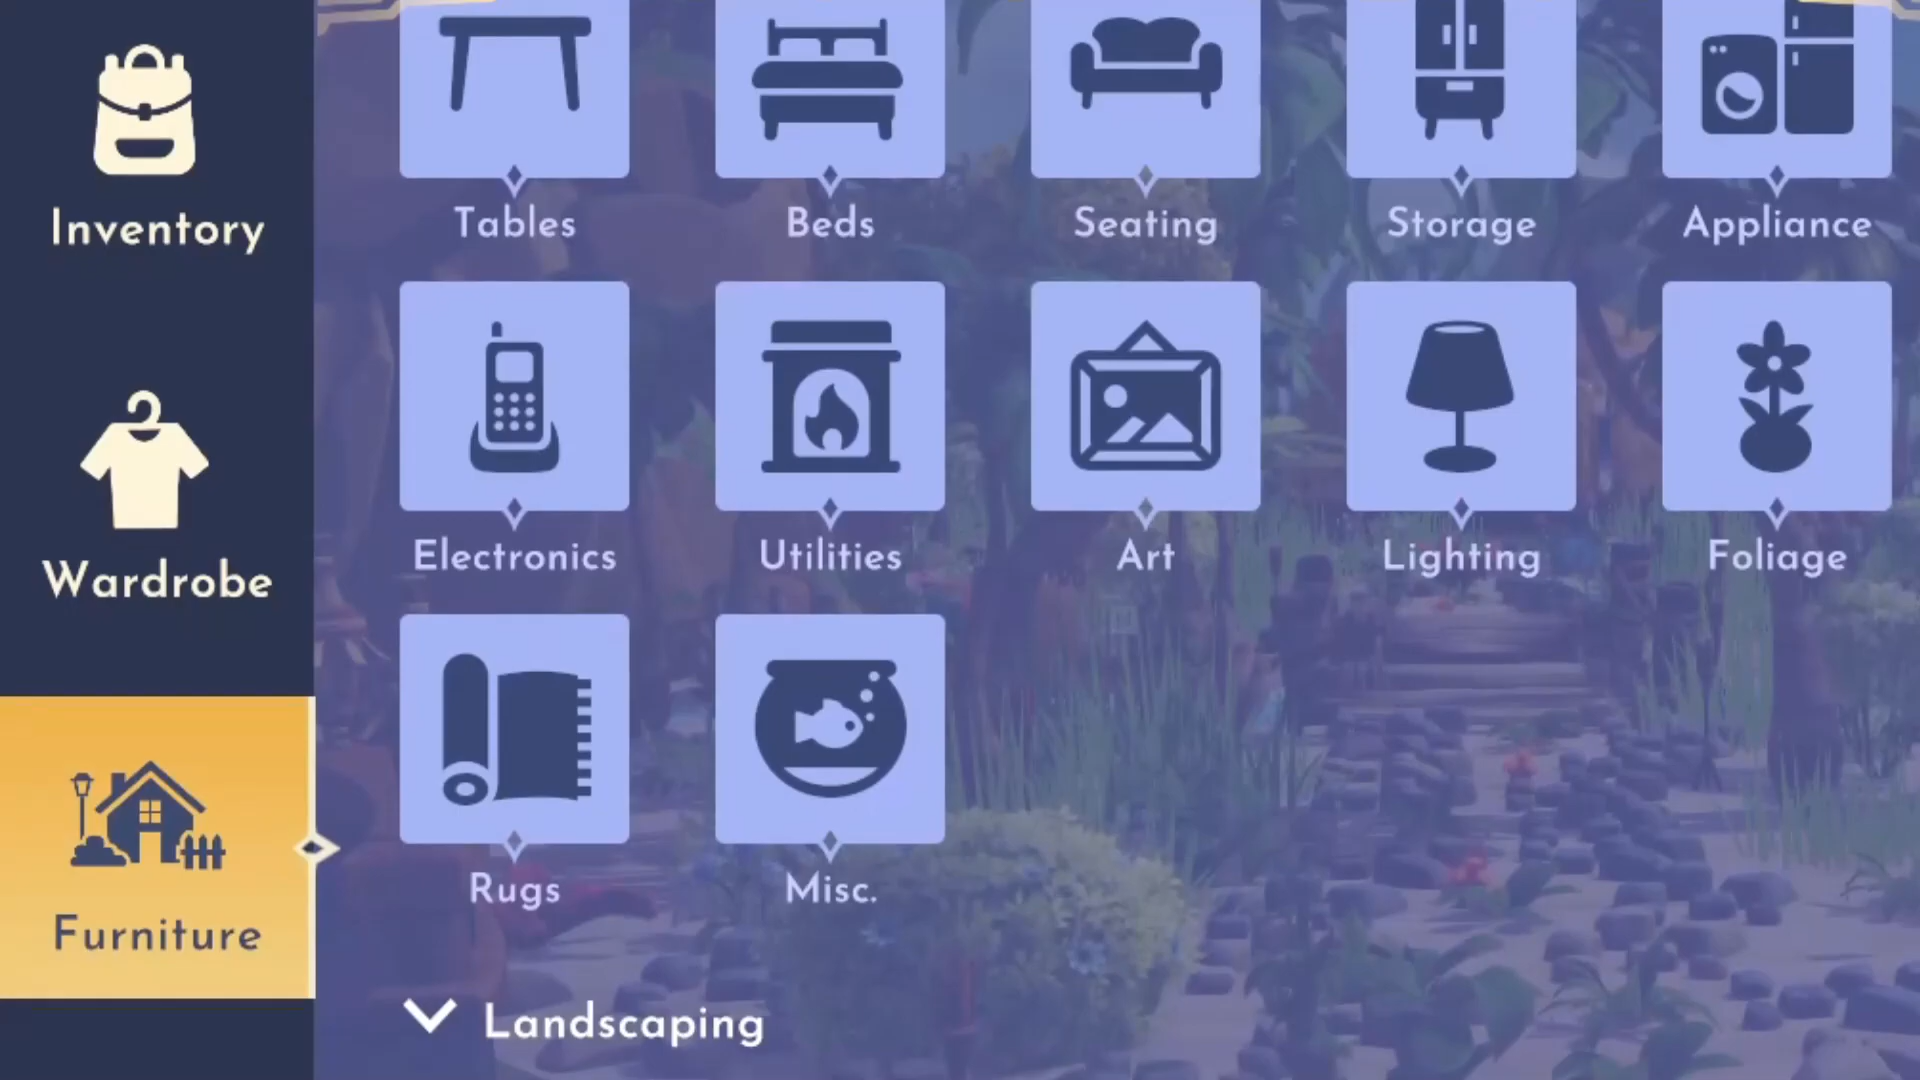 Inventory
Wardrobe
Furniture
Tables
Beds
Seating
Storage
Appliance
Electronics
Utilities
Art
Lighting
Foliage
Rugs
Misc.
Landscaping